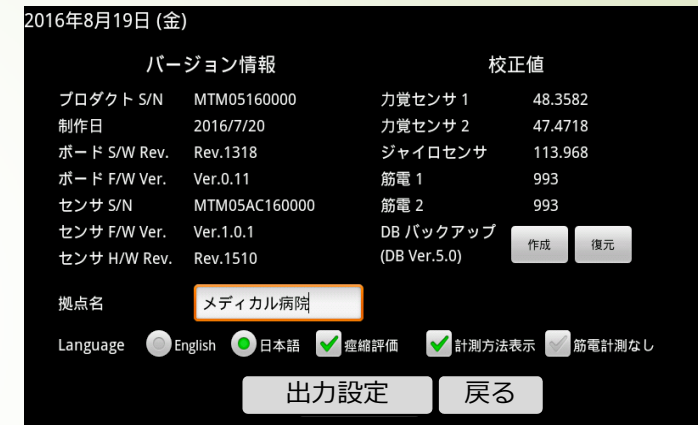 2016年8月19日 (金)
バージョン情報
プロダクト S/N MTM05160000
制作日 2016/7/20
ボード S/W Rev. Rev.1318
ボード F/W Ver. Ver.0.11
センサ S/N MTM05AC160000
センサ F/W Ver. Ver.1.0.1
センサ H/W Rev. Rev.1510
校正値
力覚センサ 1 48.3582
力覚センサ 2 47.4718
ジャイロセンサ 113.968
筋電 1 993
筋電 2 993
DB バックアップ
(DB Ver.5.0)
作成 復元
拠点名 メディカル病院
Language English 日本語 痙縮評価 計測方法表示 筋電計測なし
出力設定 戻る